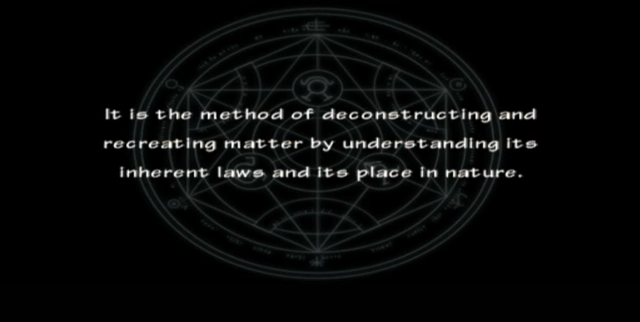 It is the method of deconstructing and
recreating matter by understanding its
inherent laws and its place in nature.